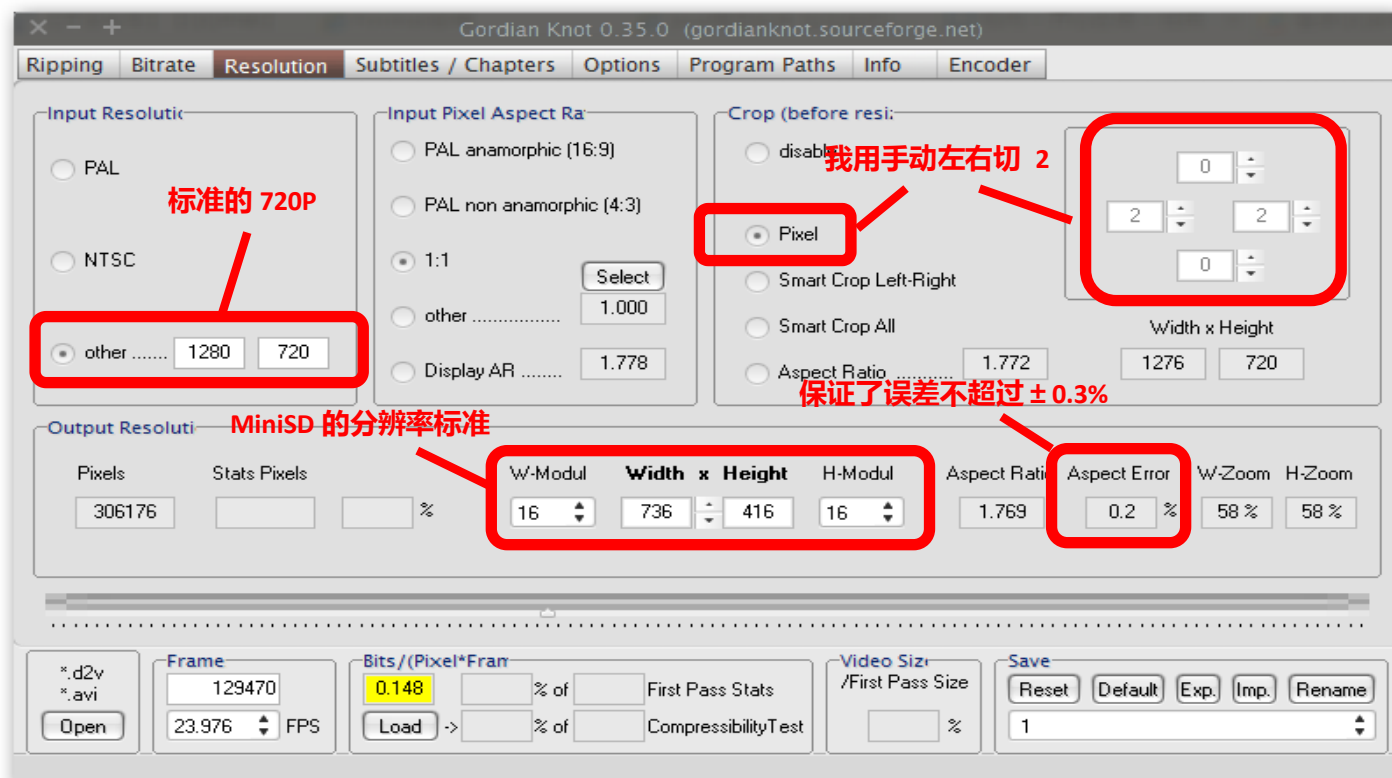 Gordian Knot 0.35.0 (gordianknot.sourceforge.net)
Ripping Bitrate Resolution Subtitles / Chapters Options Program Paths Info Encoder
Input Resolutic
PAL
标准的 720P
NTSC
other ....... 1280 720
Input Pixel Aspect Ra
PAL anamorphic (16:9)
PAL non anamorphic (4:3)
1:1
Select
other ................. 1.000
Display AR ........ 1.778
Crop (before resi:
disable
我用手动左右切 2
0
2 2
0
Pixel
Smart Crop Left-Right
Smart Crop All
Width x Height
Aspect Ratio ........... 1.772
1276 720
保证了误差不超过 ± 0.3%
Output Resoluti
MiniSD 的分辨率标准
Pixels Stats Pixels W-Modul Width x Height H-Modul Aspect Ratio Aspect Error W-Zoom H-Zoom
306176 % 16 736 416 16 1.769 0.2 % 58 % 58 %
*.d2v
*.avi
Open
Frame
129470
23.976 FPS
Bits/(Pixel*Fram
0.148 % of First Pass Stats
Load -> % of CompressibilityTest
Video Siz
/First Pass Size
%
Save
Reset Default Exp. Imp. Rename
1